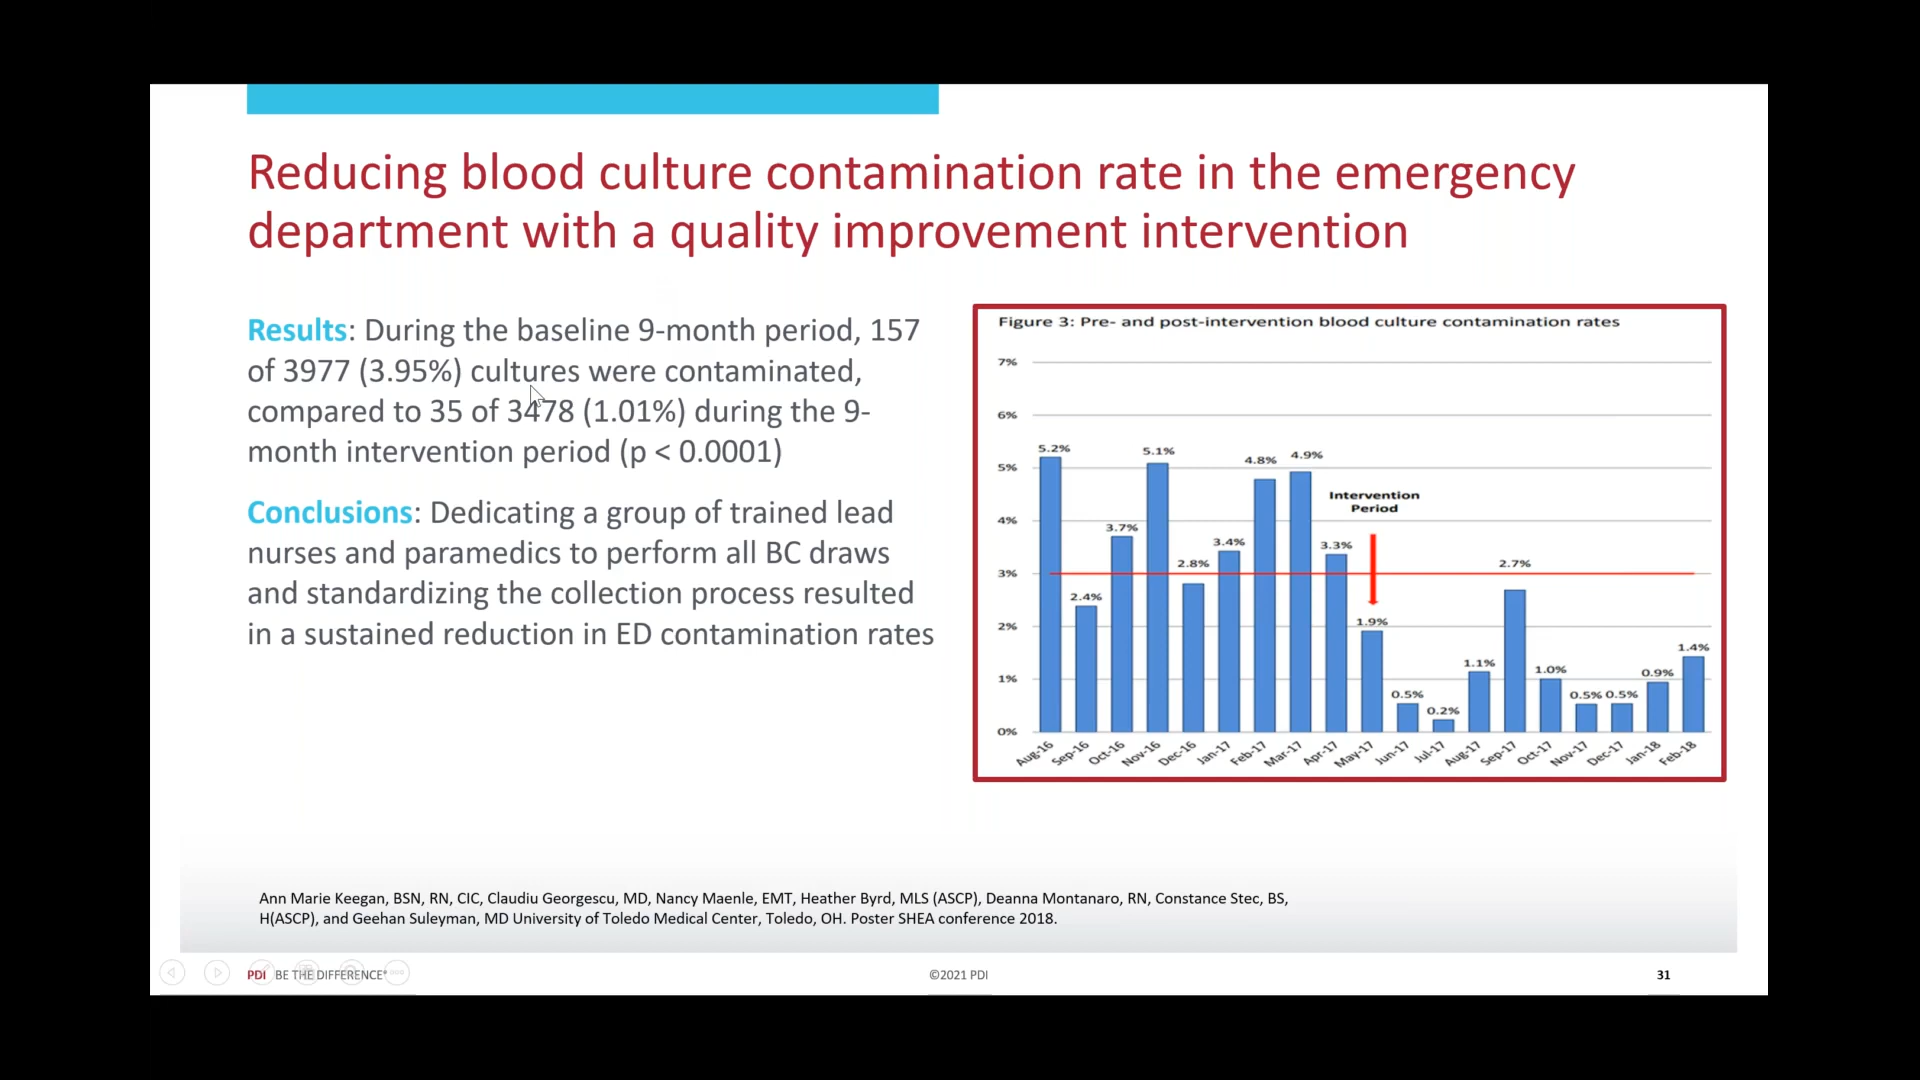 Reducing blood culture contamination rate in the emergency
department with a quality improvement intervention
Results: During the baseline 9-month period, 157
of 3977 (3.95%) cultures were contaminated,
compared to 35 of 3478 (1.01%) during the 9-
month intervention period (p < 0.0001)
Conclusions: Dedicating a group of trained lead
nurses and paramedics to perform all BC draws
and standardizing the collection process resulted
in a sustained reduction in ED contamination rates
Figure 3: Pre- and post-intervention blood culture contamination rates
7%
6%
5%
4%
3%
2%
1%
0%
5.2%
2.4%
3.7%
5.1%
2.8%
3.4%
4.8%
4.9%
3.3%
Intervention
Period
1.9%
0.5%
0.2%
1.1%
2.7%
1.0%
0.5%
0.5%
0.9%
1.4%
Aug-16
Sep-16
Oct-16
Nov-16
Dec-16
Jan-17
Feb-17
Mar-17
Apr-17
May-17
Jun-17
Jul-17
Aug-17
Sep-17
Oct-17
Nov-17
Dec-17
Jan-18
Feb-18
Ann Marie Keegan, BSN, RN, CIC, Claudiu Georgescu, MD, Nancy Maenle, EMT, Heather Byrd, MLS (ASCP), Deanna Montanaro, RN, Constance Stec, BS,
H(ASCP), and Geehan Suleyman, MD University of Toledo Medical Center, Toledo, OH. Poster SHEA conference 2018.
PDI BE THE DIFFERENCE®
©2021 PDI
31